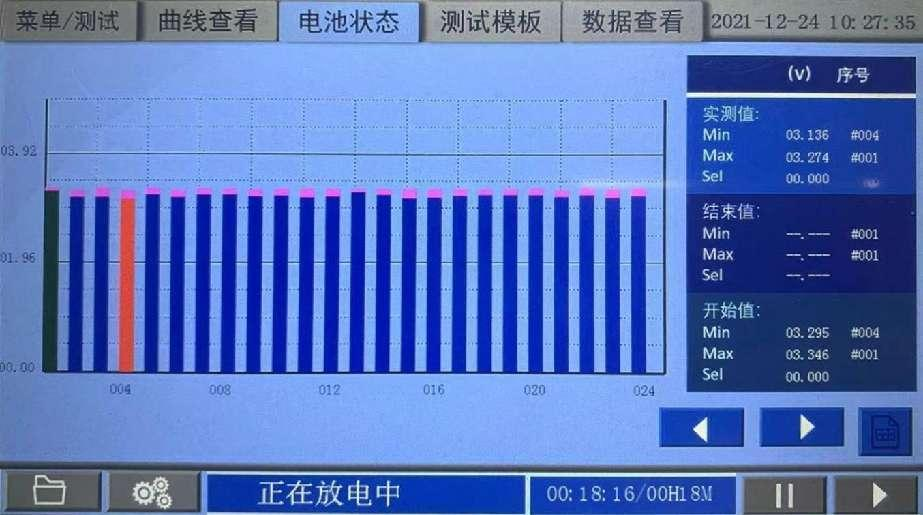 菜单/测试 曲线查看 电池状态 测试模板 数据查看 2021-12-24 10:27:35
(v) 序号
实测值:
Min 03.136 #004
Max 03.274 #001
Sel 00.000
结束值:
Min --.--- #001
Max --.--- #001
Sel --.---
开始值:
Min 03.295 #004
Max 03.346 #001
Sel 00.000
03.92
01.96
00.00
004 008 012 016 020 024
正在放电中 00:18:16/00H18M